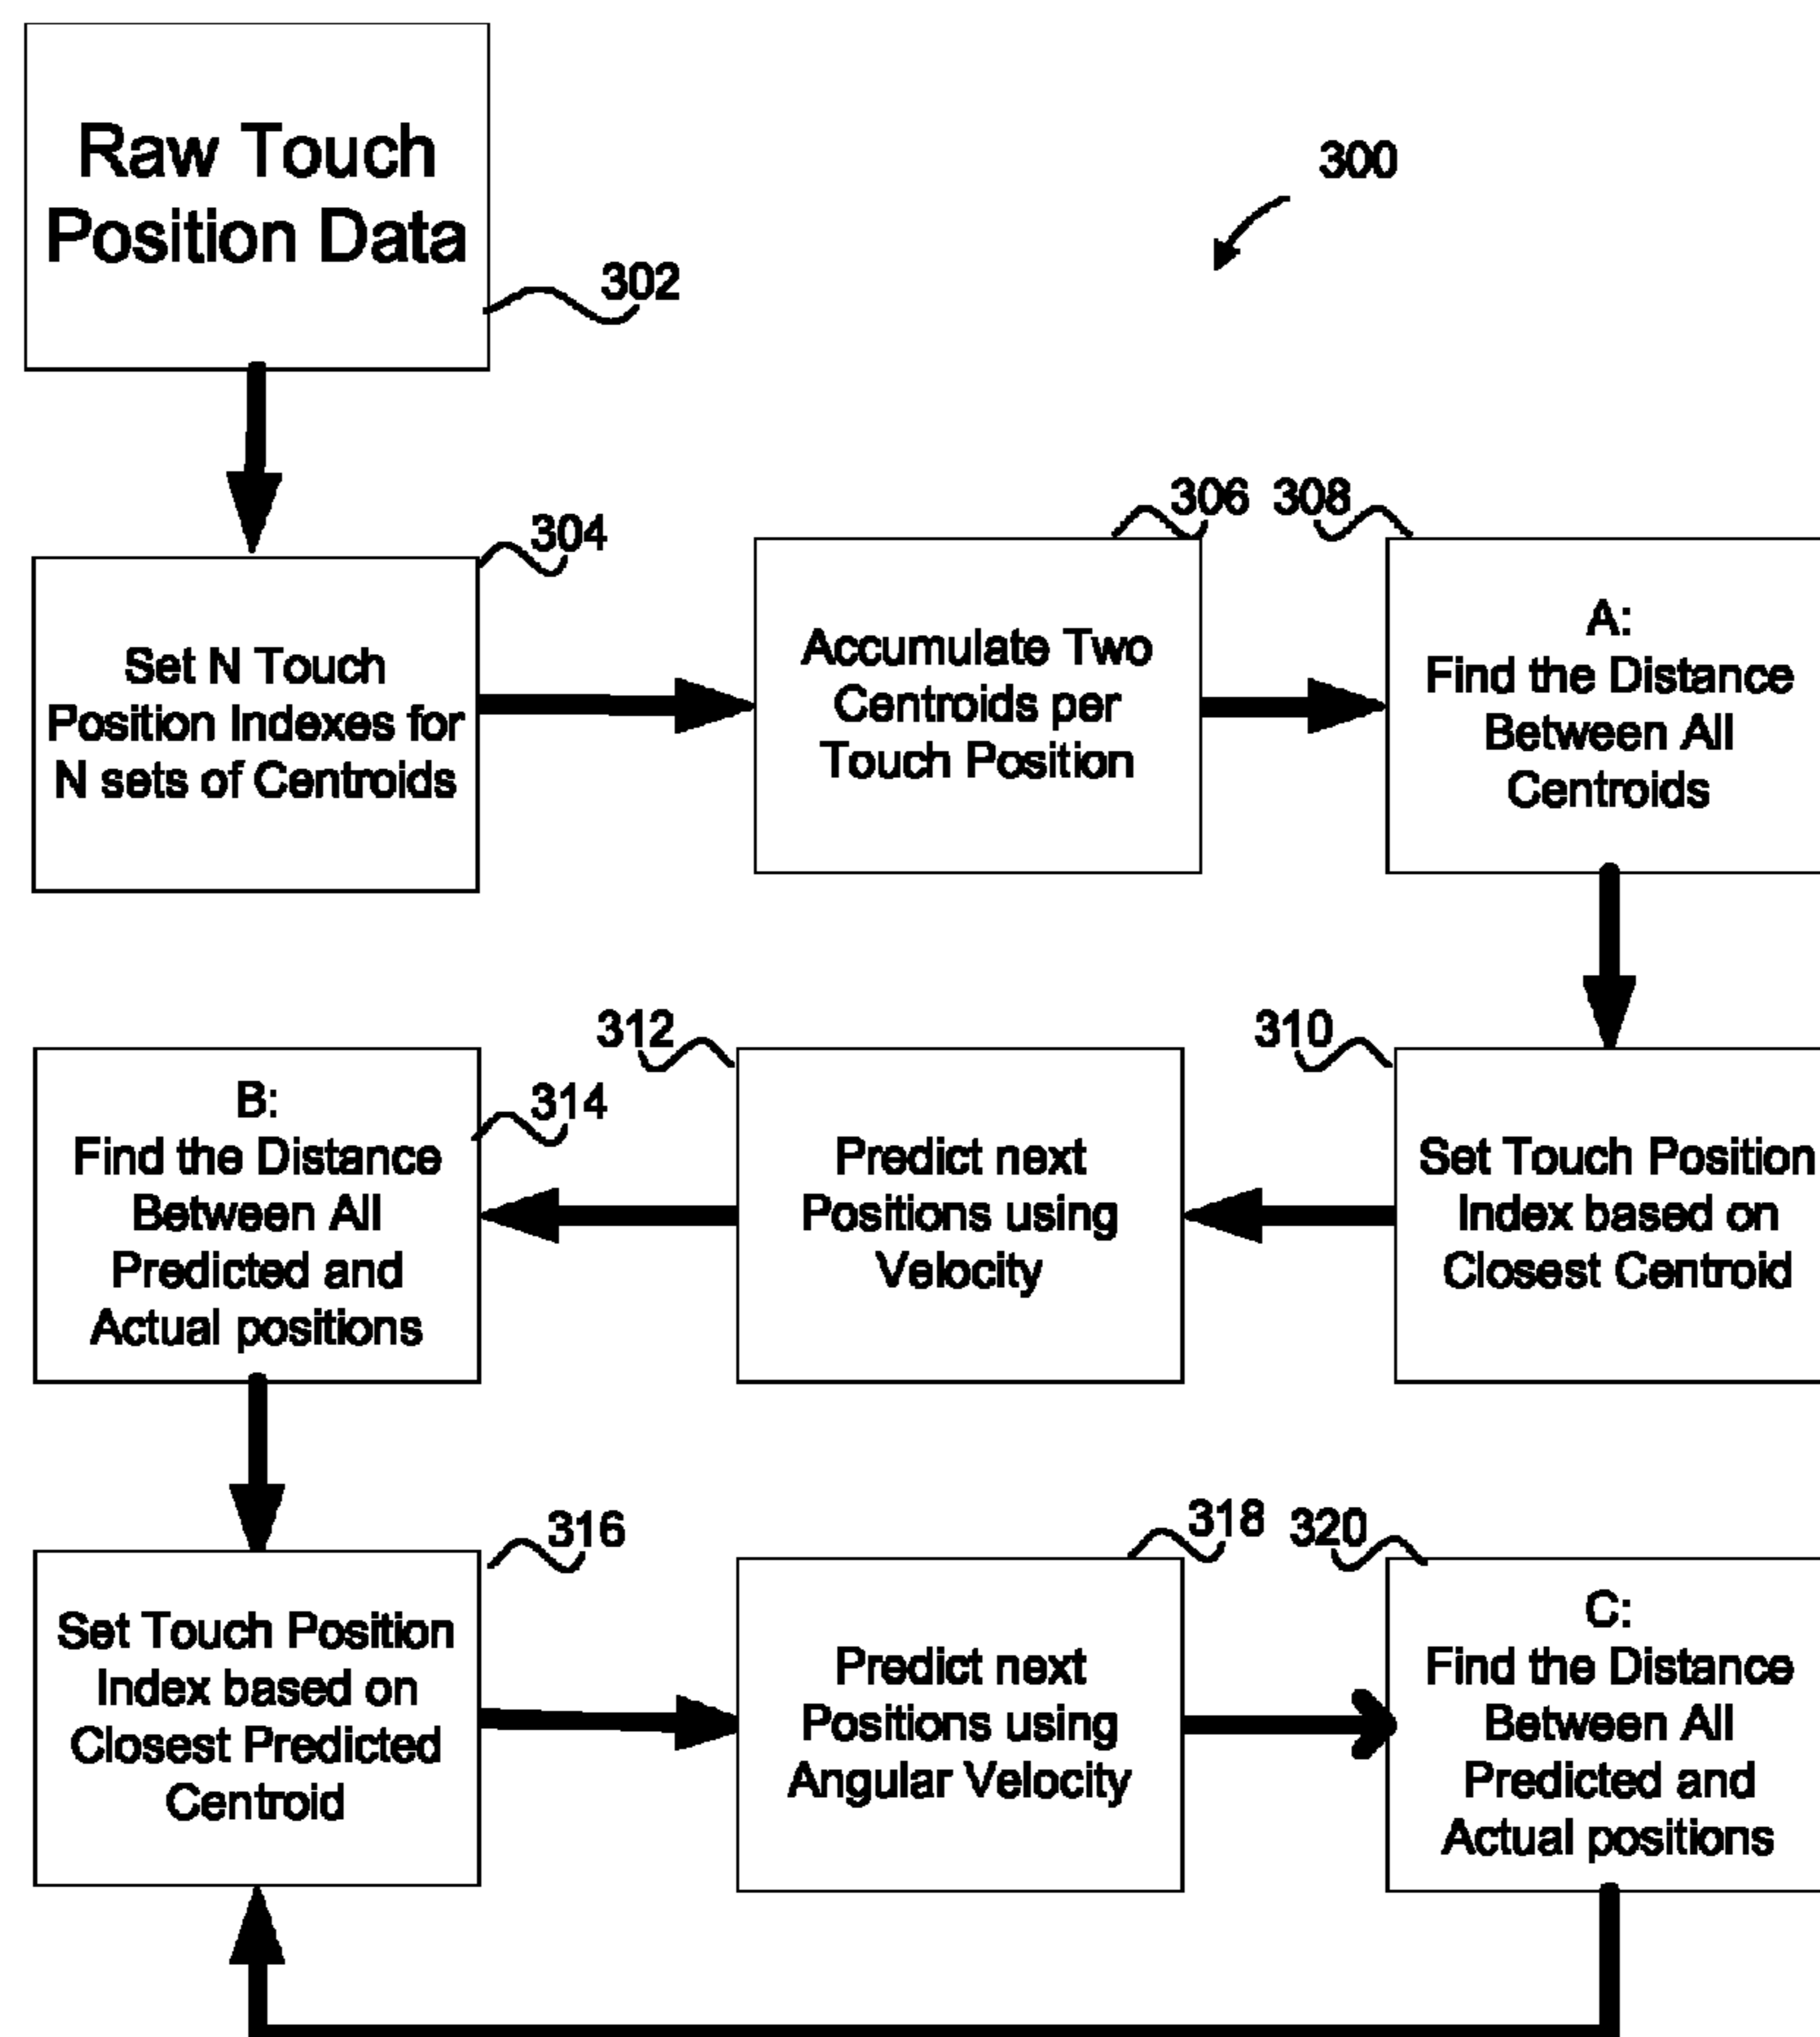 Raw Touch
Position Data
300
302
304
306
308
Set N Touch
Position Indexes for
N sets of Centroids
Accumulate Two
Centroids per
Touch Position
A:
Find the Distance
Between All
Centroids
310
312
314
Set Touch Position
Index based on
Closest Centroid
Predict next
Positions using
Velocity
B:
Find the Distance
Between All
Predicted and
Actual positions
316
318
320
Set Touch Position
Index based on
Closest Predicted
Centroid
Predict next
Positions using
Angular Velocity
C:
Find the Distance
Between All
Predicted and
Actual positions